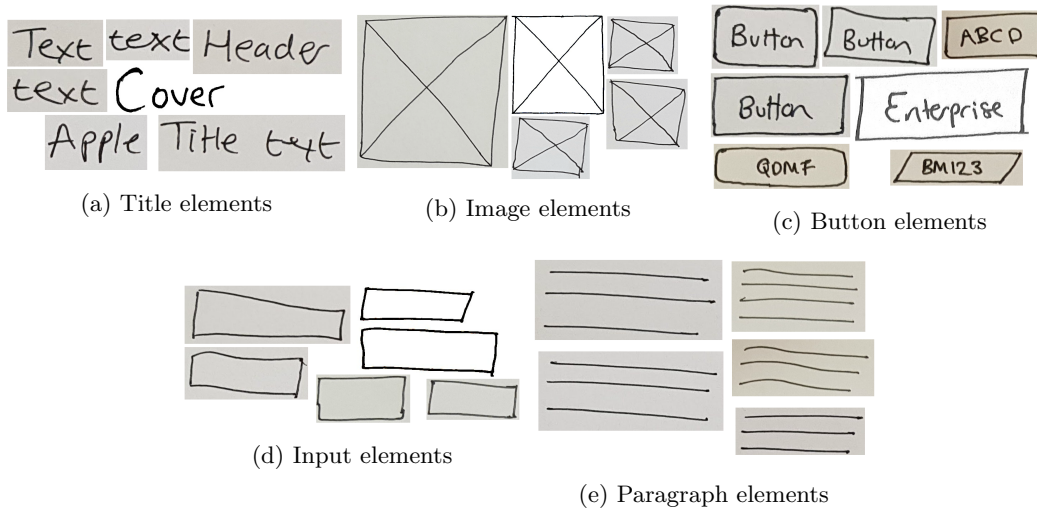 Text text Header
text Cover
Apple Title text
(a) Title elements
(b) Image elements
Button Button ABCD
Button Enterprise
QDMF BM123
(c) Button elements
(d) Input elements
(e) Paragraph elements